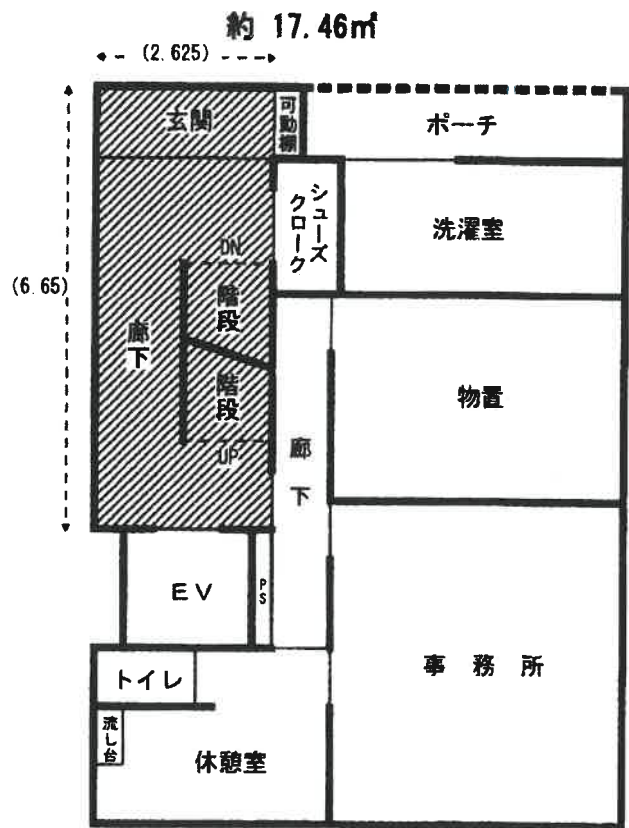 約 17.46㎡
(2.625)
玄関
可動棚
ポーチ
シューズ
クローク
洗濯室
DN
(6.65)
階段
廊下
物置
階段
廊下
UP
EV
PS
事務所
トイレ
流し台
休憩室